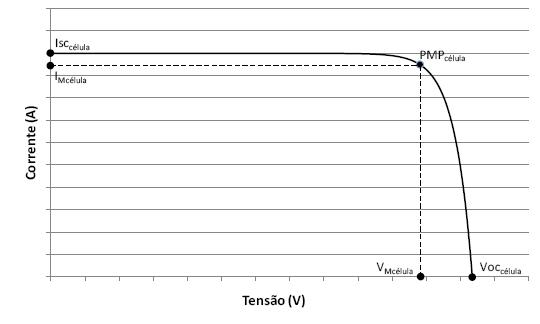 Isccélula
PMPcélula
IMcélula
Corrente (A)
VMcélula
Voccélula
Tensão (V)